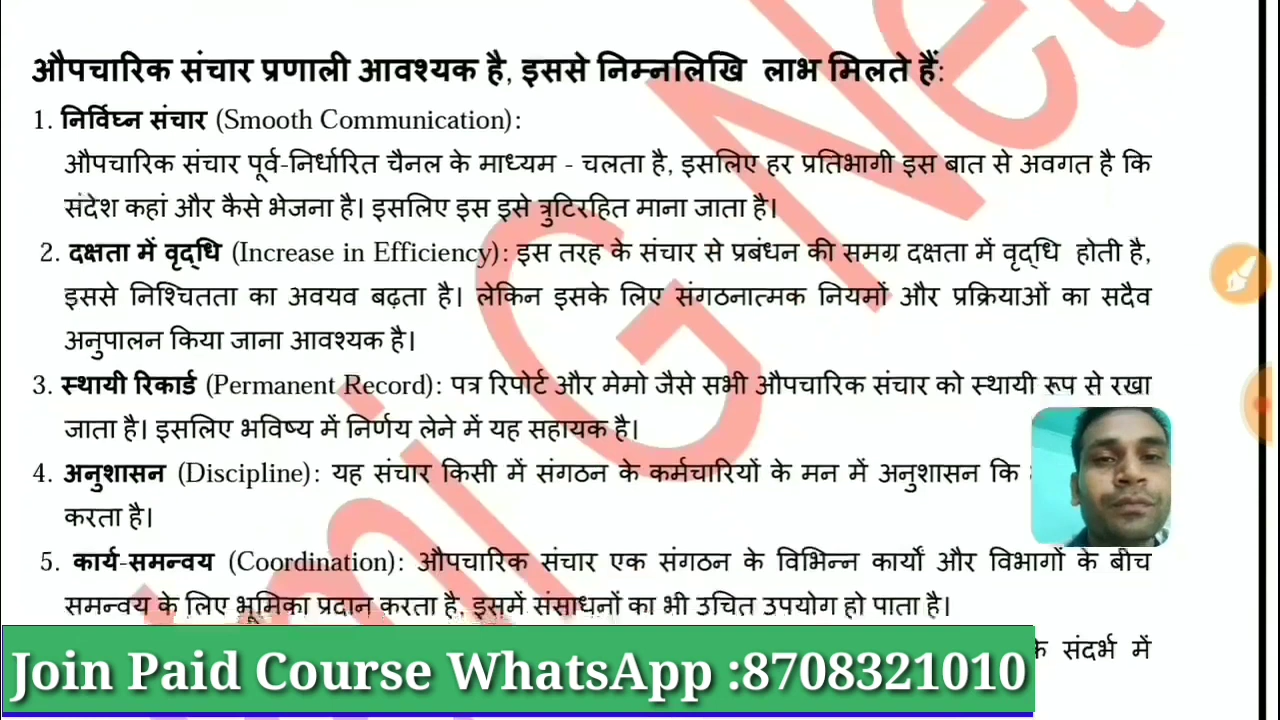 औपचारिक संचार प्रणाली आवश्यक है, इससे निम्नलिखि लाभ मिलते हैं:
1. निर्विघ्न संचार (Smooth Communication):
औपचारिक संचार पूर्व-निर्धारित चैनल के माध्यम - चलता है, इसलिए हर प्रतिभागी इस बात से अवगत है कि
संदेश कहां और कैसे भेजना है। इसलिए इस इसे त्रुटिरहित माना जाता है।
2. दक्षता में वृद्धि (Increase in Efficiency): इस तरह के संचार से प्रबंधन की समग्र दक्षता में वृद्धि होती है,
इससे निश्चितता का अवयव बढ़ता है। लेकिन इसके लिए संगठनात्मक नियमों और प्रक्रियाओं का सदैव
अनुपालन किया जाना आवश्यक है।
3. स्थायी रिकार्ड (Permanent Record): पत्र रिपोर्ट और मेमो जैसे सभी औपचारिक संचार को स्थायी रूप से रखा
जाता है। इसलिए भविष्य में निर्णय लेने में यह सहायक है।
4. अनुशासन (Discipline): यह संचार किसी में संगठन के कर्मचारियों के मन में अनुशासन कि
करता है।
5. कार्य-समन्वय (Coordination): औपचारिक संचार एक संगठन के विभिन्न कार्यों और विभागों के बीच
समन्वय के लिए भूमिका प्रदान करता है, इसमें संसाधनों का भी उचित उपयोग हो पाता है।
के संदर्भ में
Join Paid Course WhatsApp :8708321010